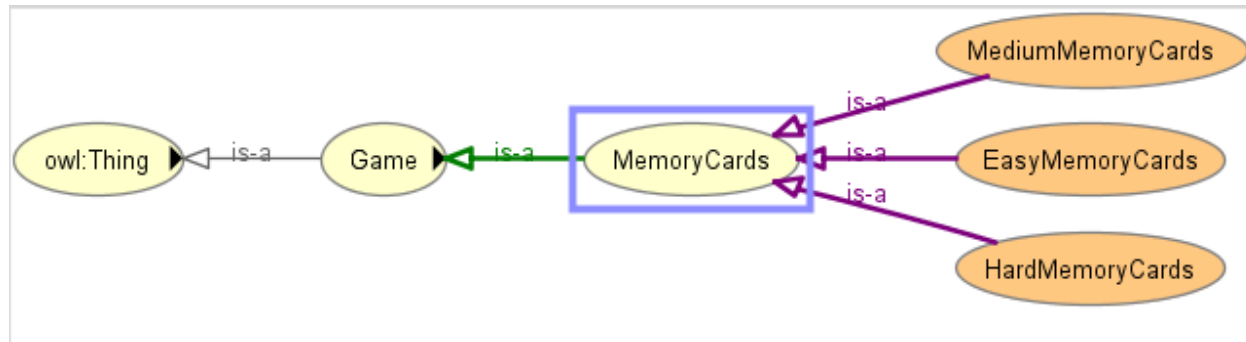 MediumMemoryCards
is-a
owl:Thing
is-a
Game
is-a
MemoryCards
is-a
EasyMemoryCards
is-a
HardMemoryCards